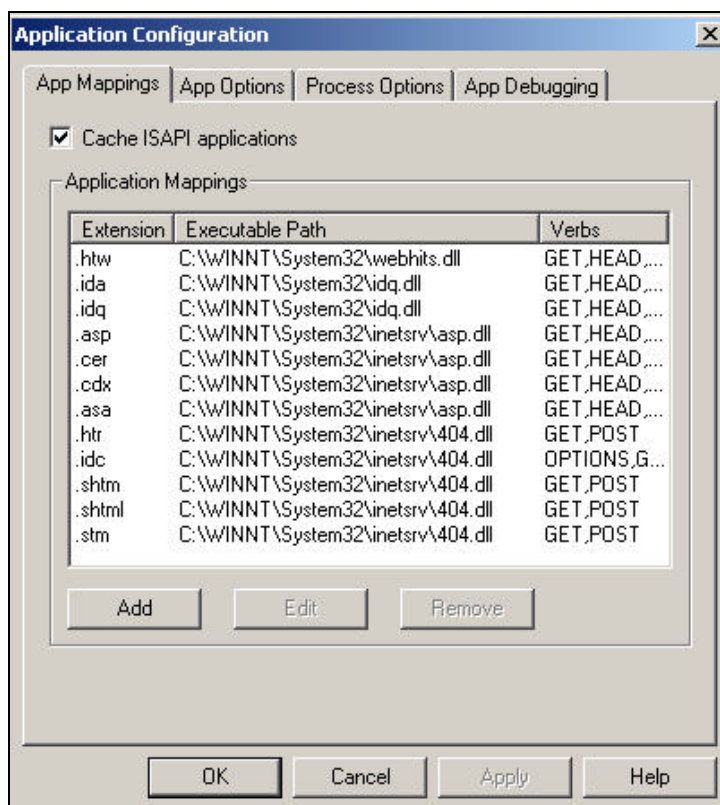 Application Configuration
App Mappings App Options Process Options App Debugging
Cache ISAPI applications
Application Mappings
Extension Executable Path Verbs
.htw C:\WINNT\System32\webhits.dll GET,HEAD,...
.ida C:\WINNT\System32\idq.dll GET,HEAD,...
.idq C:\WINNT\System32\idq.dll GET,HEAD,...
.asp C:\WINNT\System32\inetsrv\asp.dll GET,HEAD,...
.cer C:\WINNT\System32\inetsrv\asp.dll GET,HEAD,...
.cdx C:\WINNT\System32\inetsrv\asp.dll GET,HEAD,...
.asa C:\WINNT\System32\inetsrv\asp.dll GET,HEAD,...
.htr C:\WINNT\System32\inetsrv\404.dll GET,POST
.idc C:\WINNT\System32\inetsrv\404.dll OPTIONS,G...
.shtm C:\WINNT\System32\inetsrv\404.dll GET,POST
.shtml C:\WINNT\System32\inetsrv\404.dll GET,POST
.stm C:\WINNT\System32\inetsrv\404.dll GET,POST
Add Edit Remove
OK Cancel Apply Help